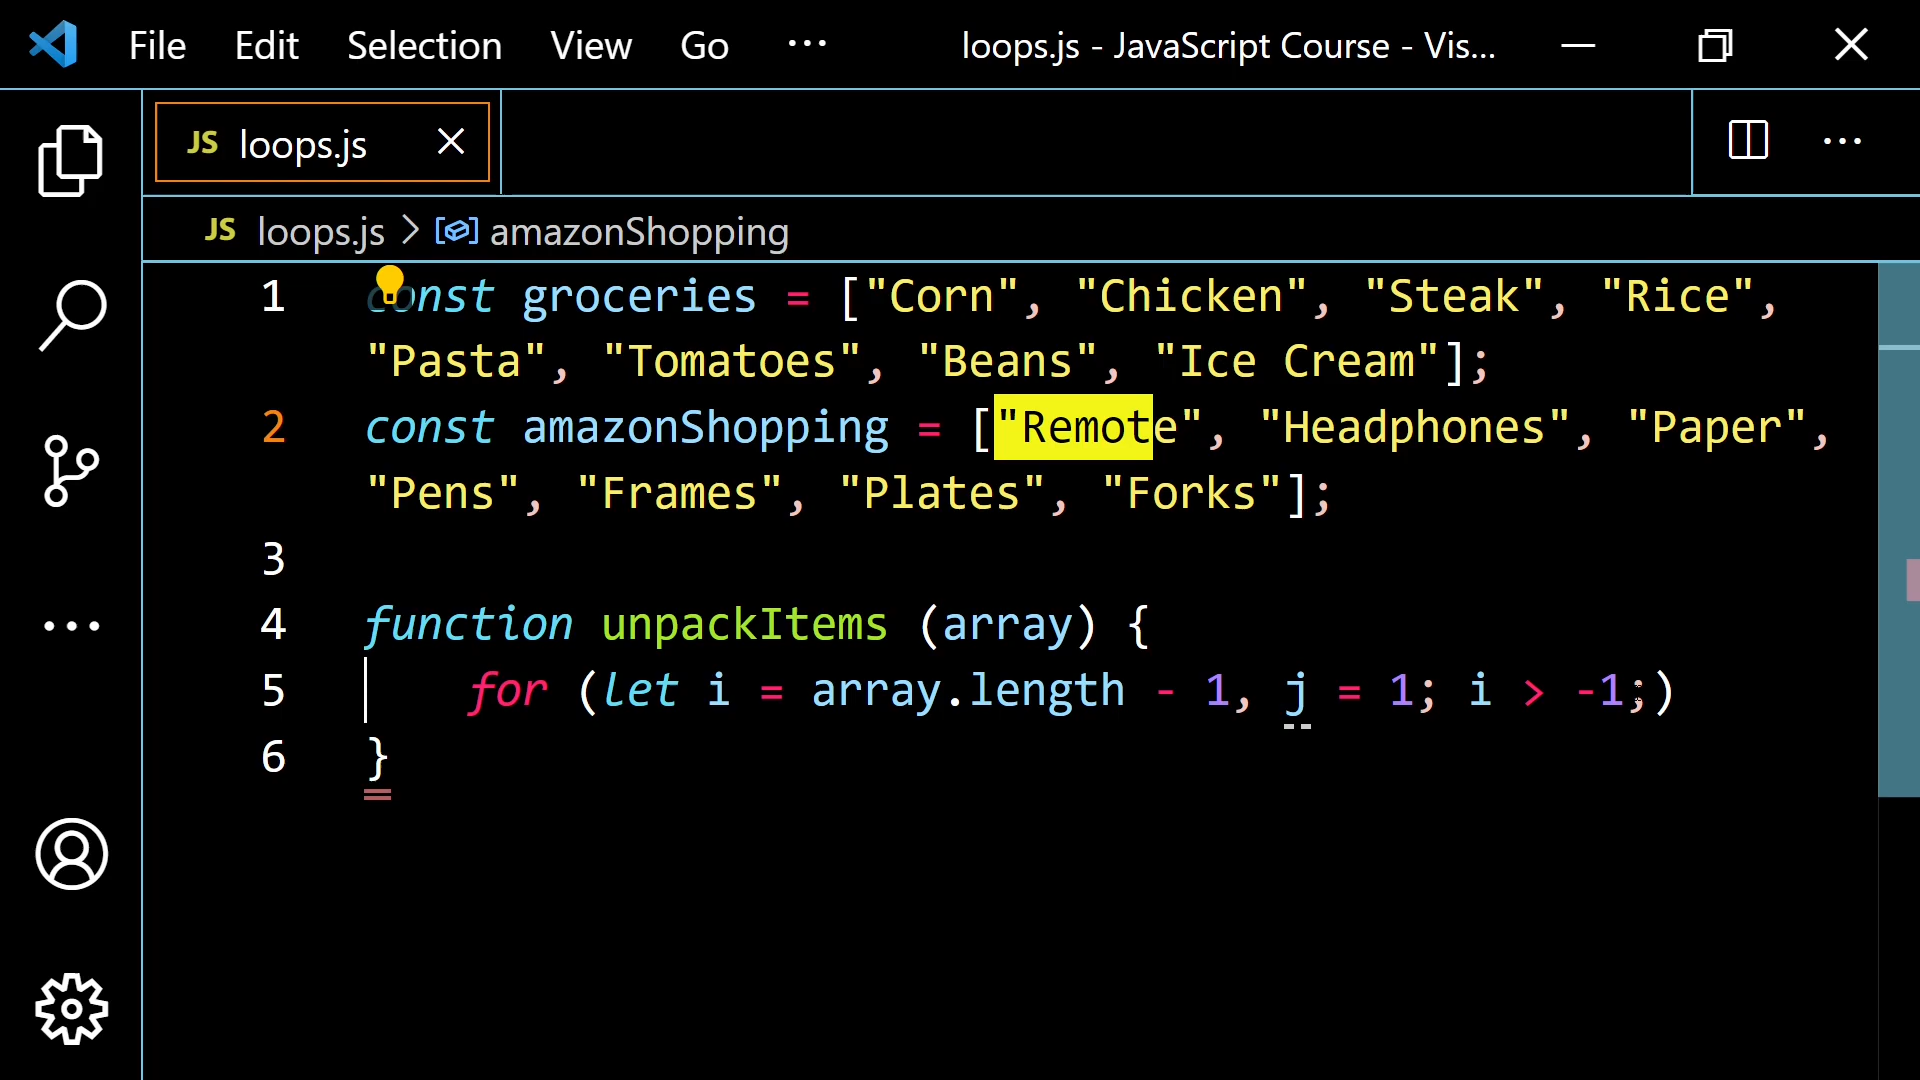 File Edit Selection View Go ··· loops.js - JavaScript Course - Vis...
JS loops.js
JS loops.js > amazonShopping
1 const groceries = ["Corn", "Chicken", "Steak", "Rice",
"Pasta", "Tomatoes", "Beans", "Ice Cream"];
2 const amazonShopping = ["Remote", "Headphones", "Paper",
"Pens", "Frames", "Plates", "Forks"];
3
4 function unpackItems (array) {
5 for (let i = array.length - 1, j = 1; i > -1;)
6 }